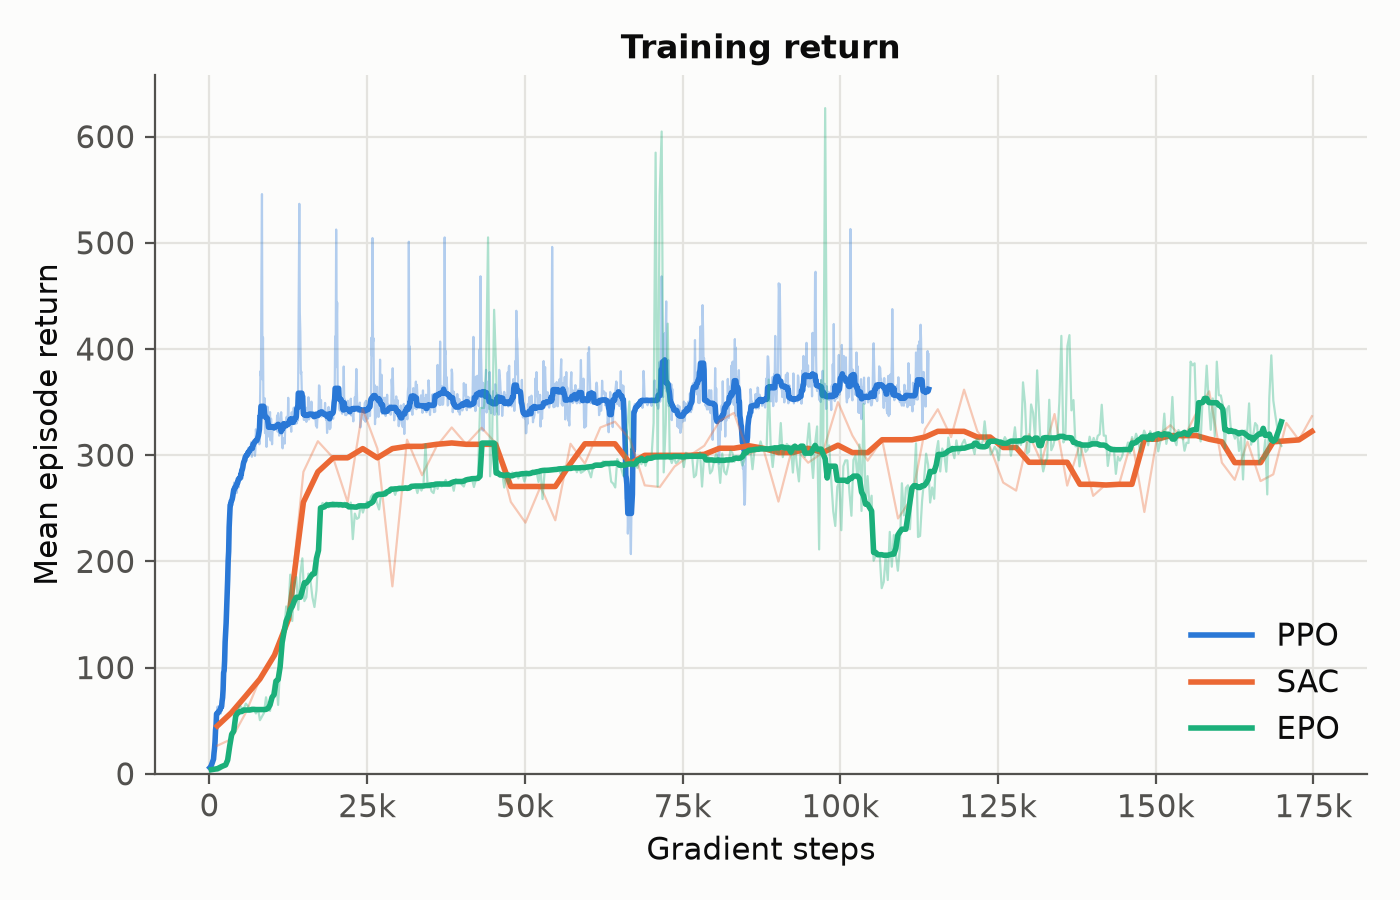 Training return
Mean episode return
600
500
400
300
200
100
0
0 25k 50k 75k 100k 125k 150k 175k
Gradient steps
PPO
SAC
EPO